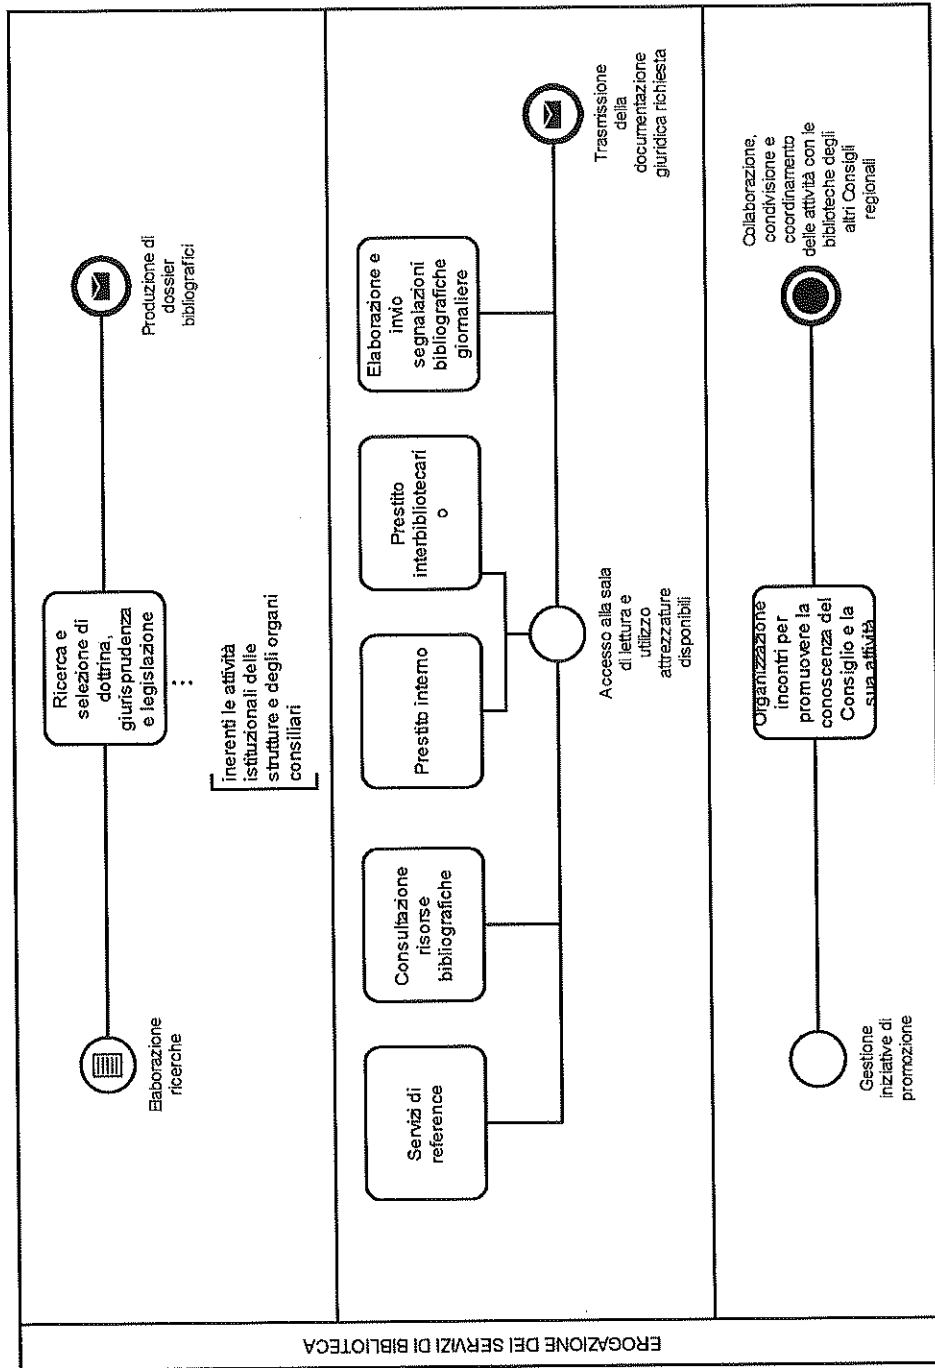 EROGAZIONE DEI SERVIZI DI BIBLIOTECA
Elaborazione
ricerche
Ricerca e
selezione di
dottrina,
giurisprudenza
e legislazione
inerenti le attività
istituzionali delle
strutture e degli organi
consiliari
Produzione di
dossier
bibliografici
Servizi di
reference
Consultazione
risorse
bibliografiche
Prestito interno
Prestito
interbibliotecari
o
Elaborazione e
invio
segnalazioni
bibliografiche
giornaliere
Accesso alla sala
di lettura e
utilizzo
attrezzature
disponibili
Trasmissione
della
documentazione
giuridica richiesta
Gestione
iniziative di
promozione
Organizzazione
incontri per
promuovere la
conoscenza del
Consiglio e la
sua attività
Collaborazione,
condivisione e
coordinamento
delle attività con le
biblioteche degli
altri Consigli
regionali